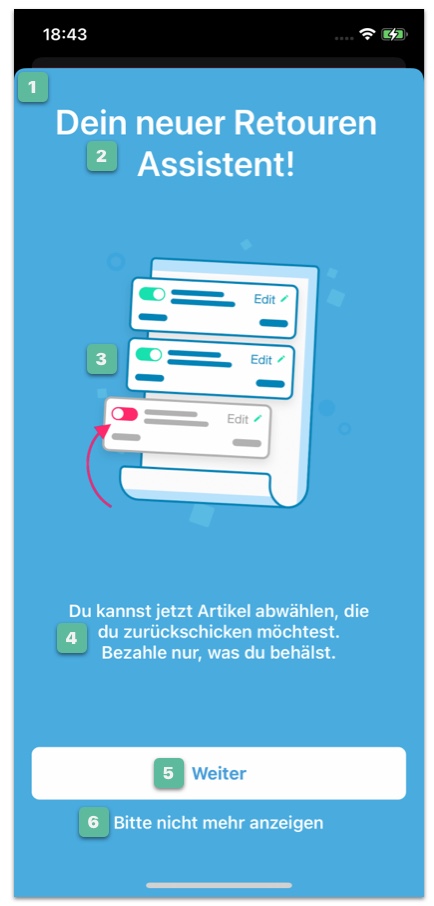 18:43
1
Dein neuer Retouren
2
Assistent!
Edit
3
Edit
Edit
Du kannst jetzt Artikel abwählen, die
4
du zurückschicken möchtest.
Bezahle nur, was du behälst.
5
Weiter
6
Bitte nicht mehr anzeigen